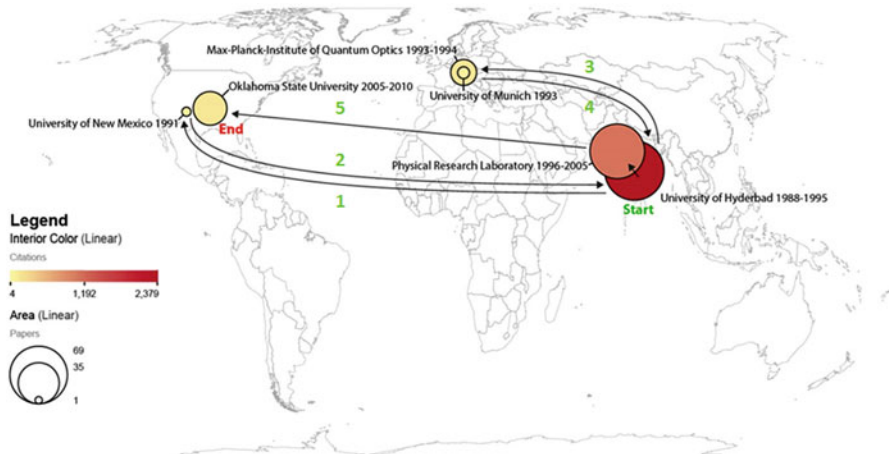 Max-Planck-Institute of Quantum Optics 1993-1994
3
Oklahoma State University 2005-2010
University of Munich 1993
4
5
University of New Mexico 1991
End
2
Physical Research Laboratory 1996-2005
1
University of Hyderbad 1988-1995
Start
Legend
Interior Color (Linear)
Citations
4 1,192 2,379
Area (Linear)
Papers
69
35
1